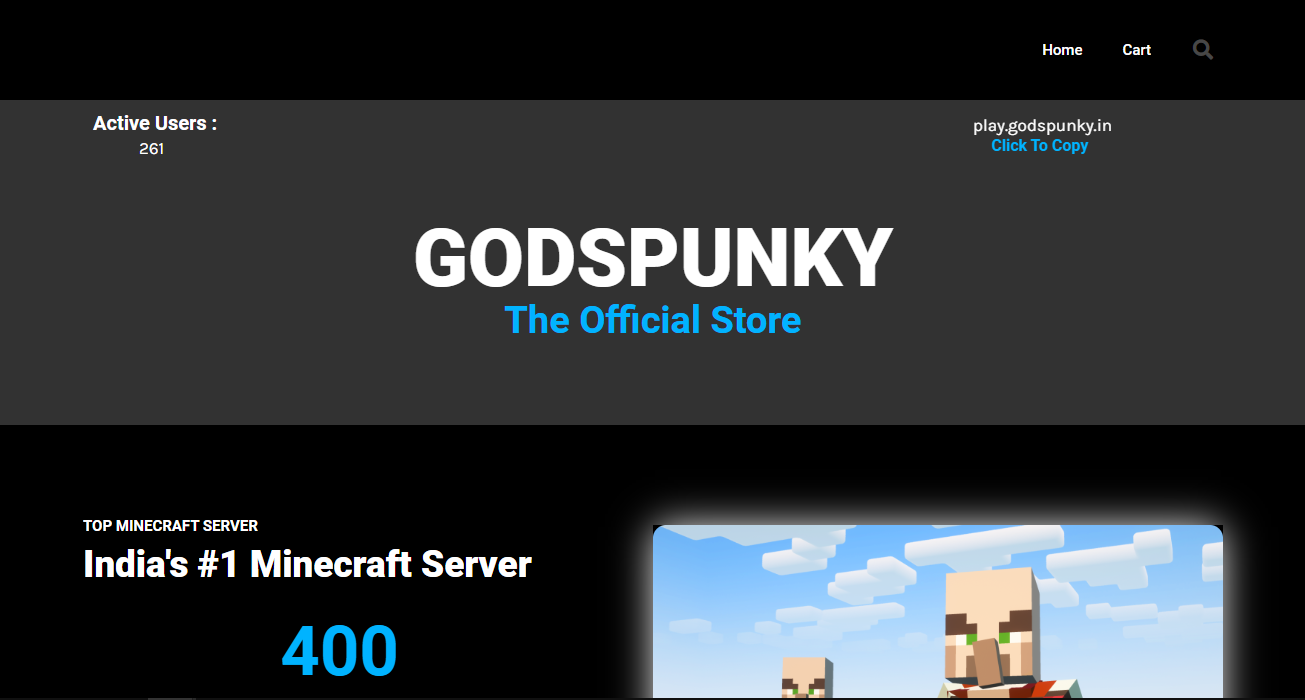 Home
Cart
Active Users :
261
play.godspunky.in
Click To Copy
GODSPUNKY
The Official Store
TOP MINECRAFT SERVER
India's #1 Minecraft Server
400